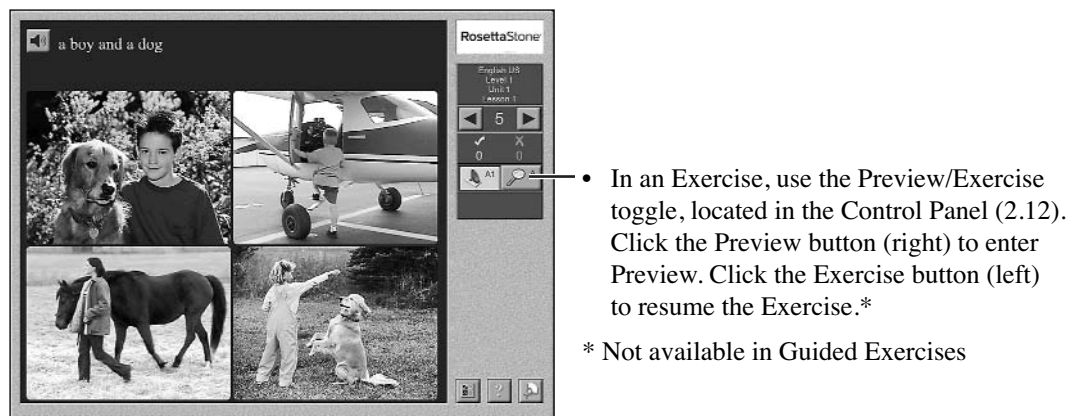 a boy and a dog
RosettaStone
English US
Level 1
Unit 1
Lesson 1
5
✓ X
0 0
A1
?
• In an Exercise, use the Preview/Exercise
toggle, located in the Control Panel (2.12).
Click the Preview button (right) to enter
Preview. Click the Exercise button (left)
to resume the Exercise.*
* Not available in Guided Exercises